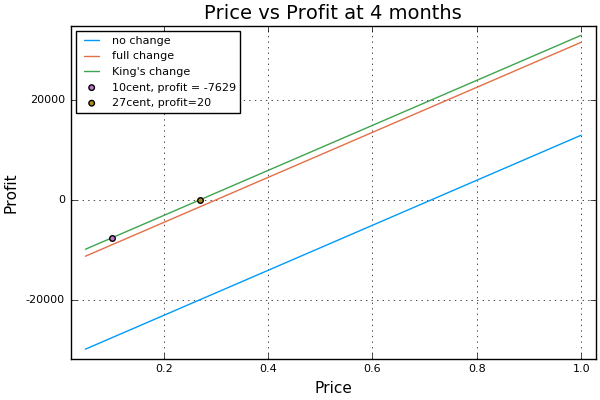 Price vs Profit at 4 months
no change
full change
King's change
10cent, profit = -7629
27cent, profit=20
20000
0
-20000
Profit
0.2 0.4 0.6 0.8 1.0
Price